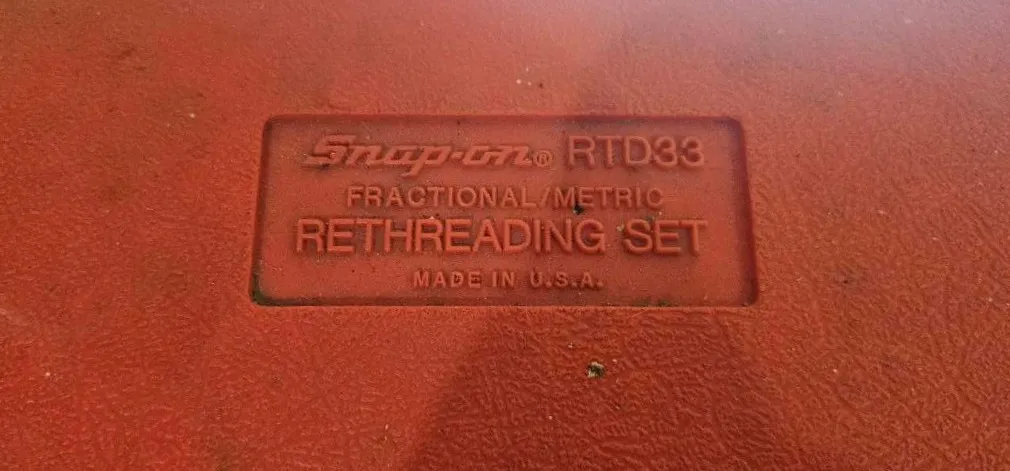 Snap-on® RTD33
FRACTIONAL/METRIC
RETHREADING SET
MADE IN U.S.A.